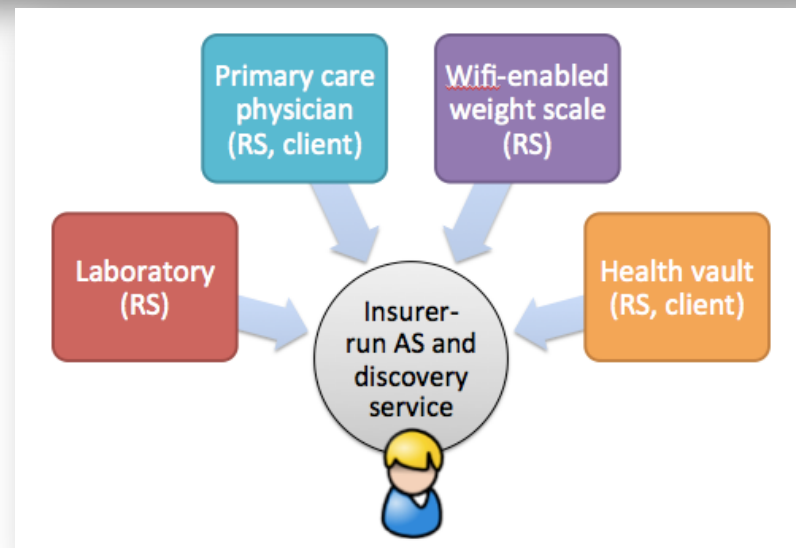 Primary care
physician
(RS, client)
Wifi-enabled
weight scale
(RS)
Laboratory
(RS)
Health vault
(RS, client)
Insurer-
run AS and
discovery
service